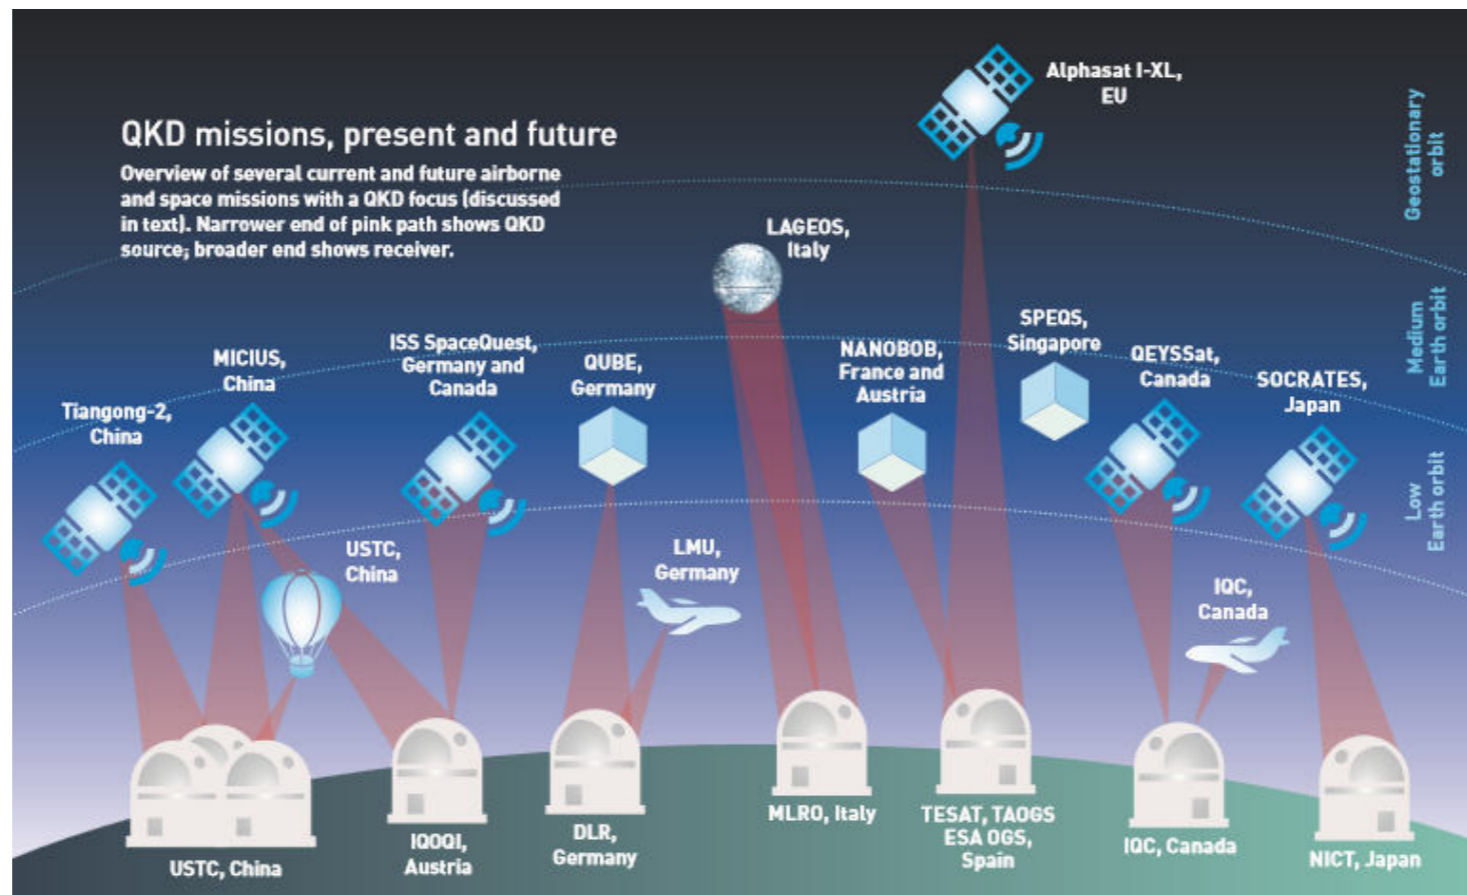 QKD missions, present and future
Overview of several current and future airborne
and space missions with a QKD focus (discussed
in text). Narrower end of pink path shows QKD
source; broader end shows receiver.
Alphasat I-XL,
EU
Geostationary
orbit
LAGEOS,
Italy
Medium
Earth orbit
Tiangong-2,
China
MICIUS,
China
ISS SpaceQuest,
Germany and
Canada
QUBE,
Germany
NANOBOB,
France and
Austria
SPEQS,
Singapore
QEYSSat,
Canada
SOCRATES,
Japan
Low
Earth orbit
USTC,
China
LMU,
Germany
IQC,
Canada
USTC, China
IQOQI,
Austria
DLR,
Germany
MLRO, Italy
TESAT, TAOGS
ESA OGS,
Spain
IQC, Canada
NICT, Japan